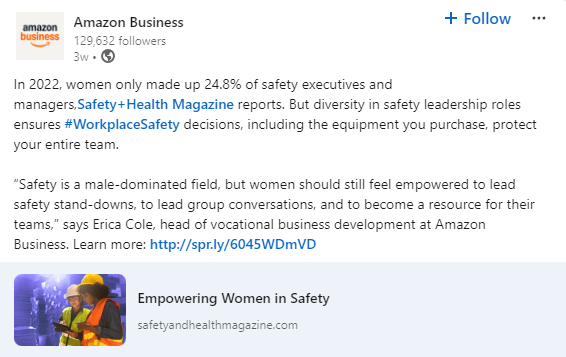 amazon
business
Amazon Business
129,632 followers
3w •
+ Follow
...
In 2022, women only made up 24.8% of safety executives and
managers,Safety+Health Magazine reports. But diversity in safety leadership roles
ensures #WorkplaceSafety decisions, including the equipment you purchase, protect
your entire team.
“Safety is a male-dominated field, but women should still feel empowered to lead
safety stand-downs, to lead group conversations, and to become a resource for their
teams,” says Erica Cole, head of vocational business development at Amazon
Business. Learn more: http://spr.ly/6045WDmVD
Empowering Women in Safety
safetyandhealthmagazine.com